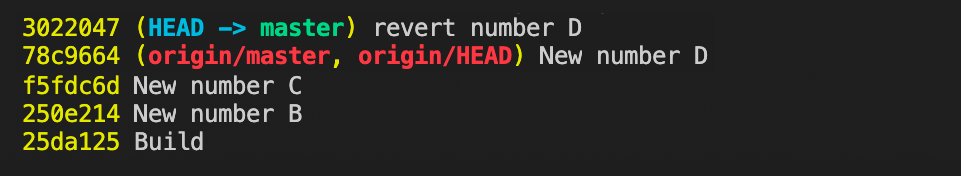 3022047 (HEAD -> master) revert number D
78c9664 (origin/master, origin/HEAD) New number D
f5fdc6d New number C
250e214 New number B
25da125 Build